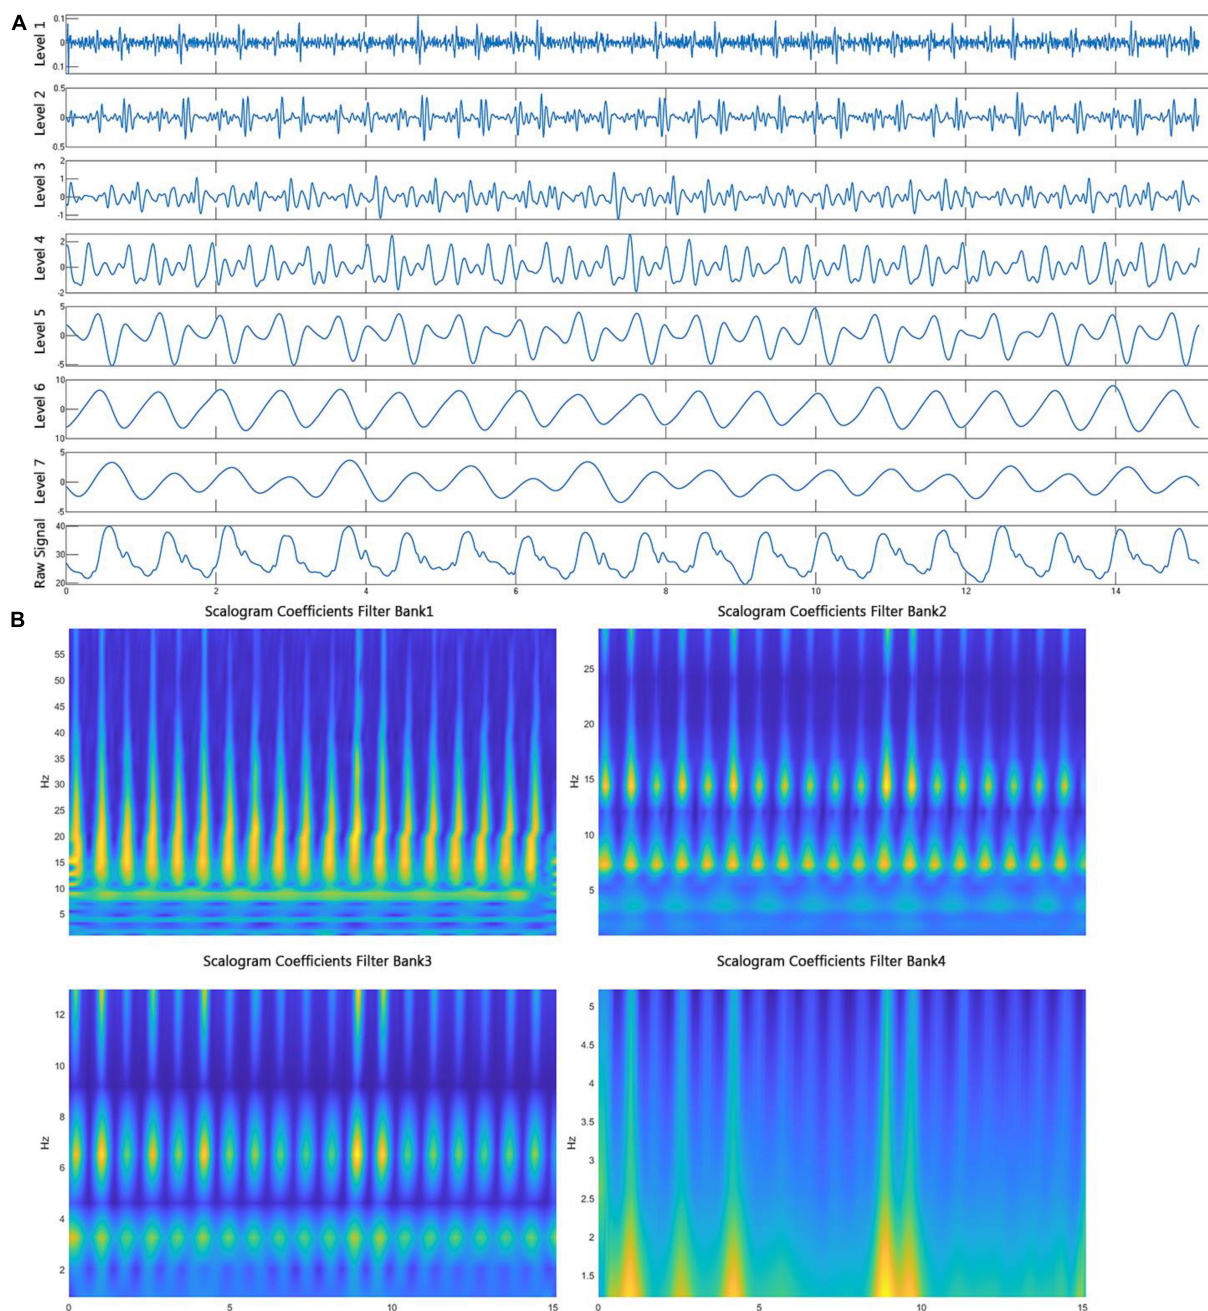 A
Level 1
0.1
0
0.1
Level 2
0.5
0
0.5
Level 3
2
1
0
-1
Level 4
2
0
-2
Level 5
5
0
-5
Level 6
10
0
10
Level 7
5
0
-5
Raw Signal
40
30
20
0 2 4 6 8 10 12 14
B
Scalogram Coefficients Filter Bank1
Hz
55
50
45
40
35
30
25
20
15
10
5
Scalogram Coefficients Filter Bank2
Hz
25
20
15
10
5
Scalogram Coefficients Filter Bank3
Hz
12
10
8
6
4
2
0 5 10 15
Scalogram Coefficients Filter Bank4
Hz
5
4.5
4
3.5
3
2.5
2
1.5
0 5 10 15